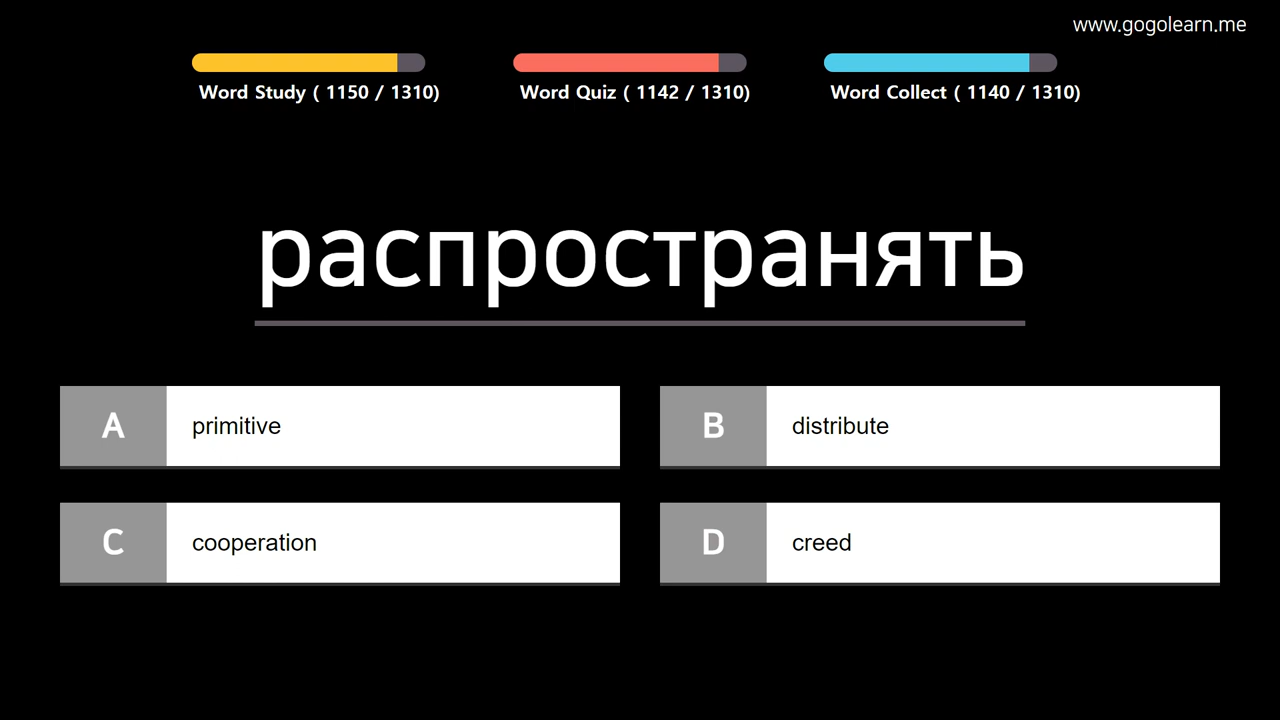 www.gogolearn.me
Word Study ( 1150 / 1310)
Word Quiz ( 1142 / 1310)
Word Collect ( 1140 / 1310)
распространять
A primitive
B distribute
C cooperation
D creed